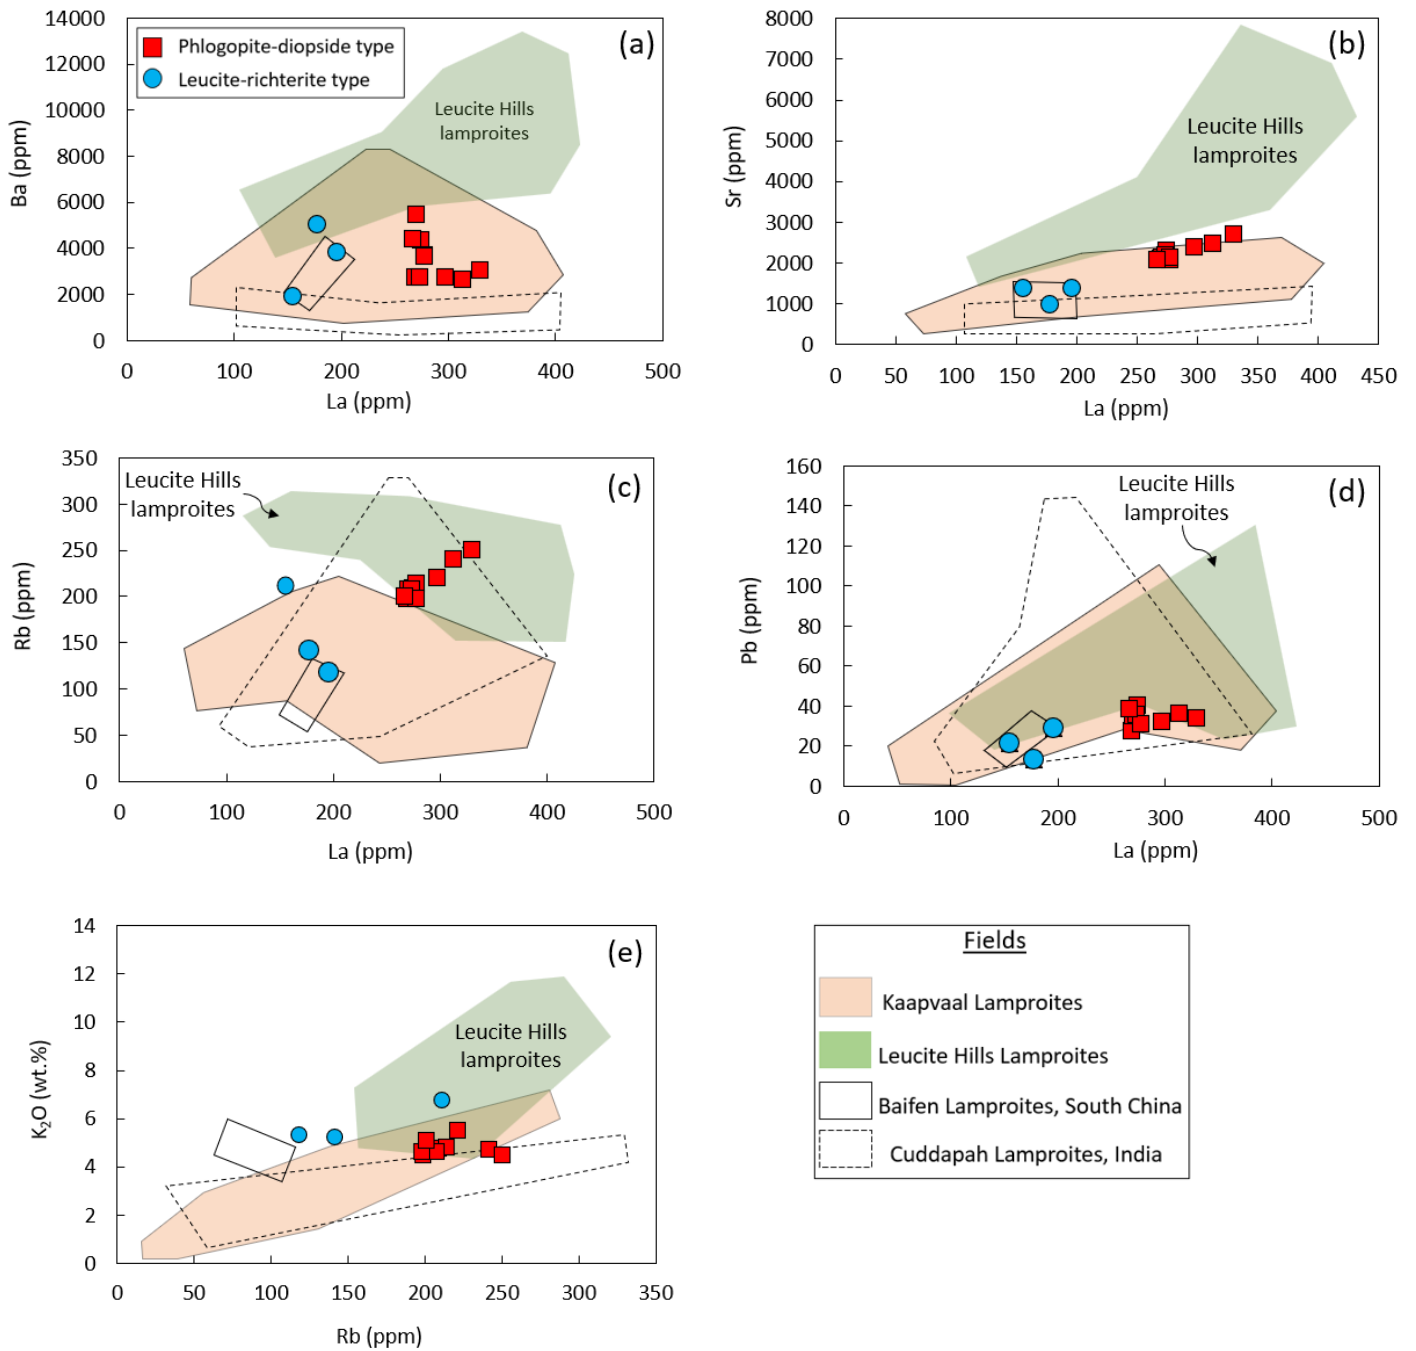 (a)
Phlogopite-diopside type
Leucite-richterite type
Leucite Hills
lamproites
Ba (ppm)
14000
12000
10000
8000
6000
4000
2000
0
0 100 200 300 400 500
La (ppm)
(b)
Leucite Hills
lamproites
Sr (ppm)
8000
7000
6000
5000
4000
3000
2000
1000
0
0 50 100 150 200 250 300 350 400 450
La (ppm)
(c)
Leucite Hills
lamproites
Rb (ppm)
350
300
250
200
150
100
50
0
0 100 200 300 400 500
La (ppm)
(d)
Leucite Hills
lamproites
Pb (ppm)
160
140
120
100
80
60
40
20
0
0 100 200 300 400 500
La (ppm)
(e)
Leucite Hills
lamproites
K₂O (wt.%)
14
12
10
8
6
4
2
0
0 50 100 150 200 250 300 350
Rb (ppm)
Fields
Kaapvaal Lamproites
Leucite Hills Lamproites
Baifen Lamproites, South China
Cuddapah Lamproites, India